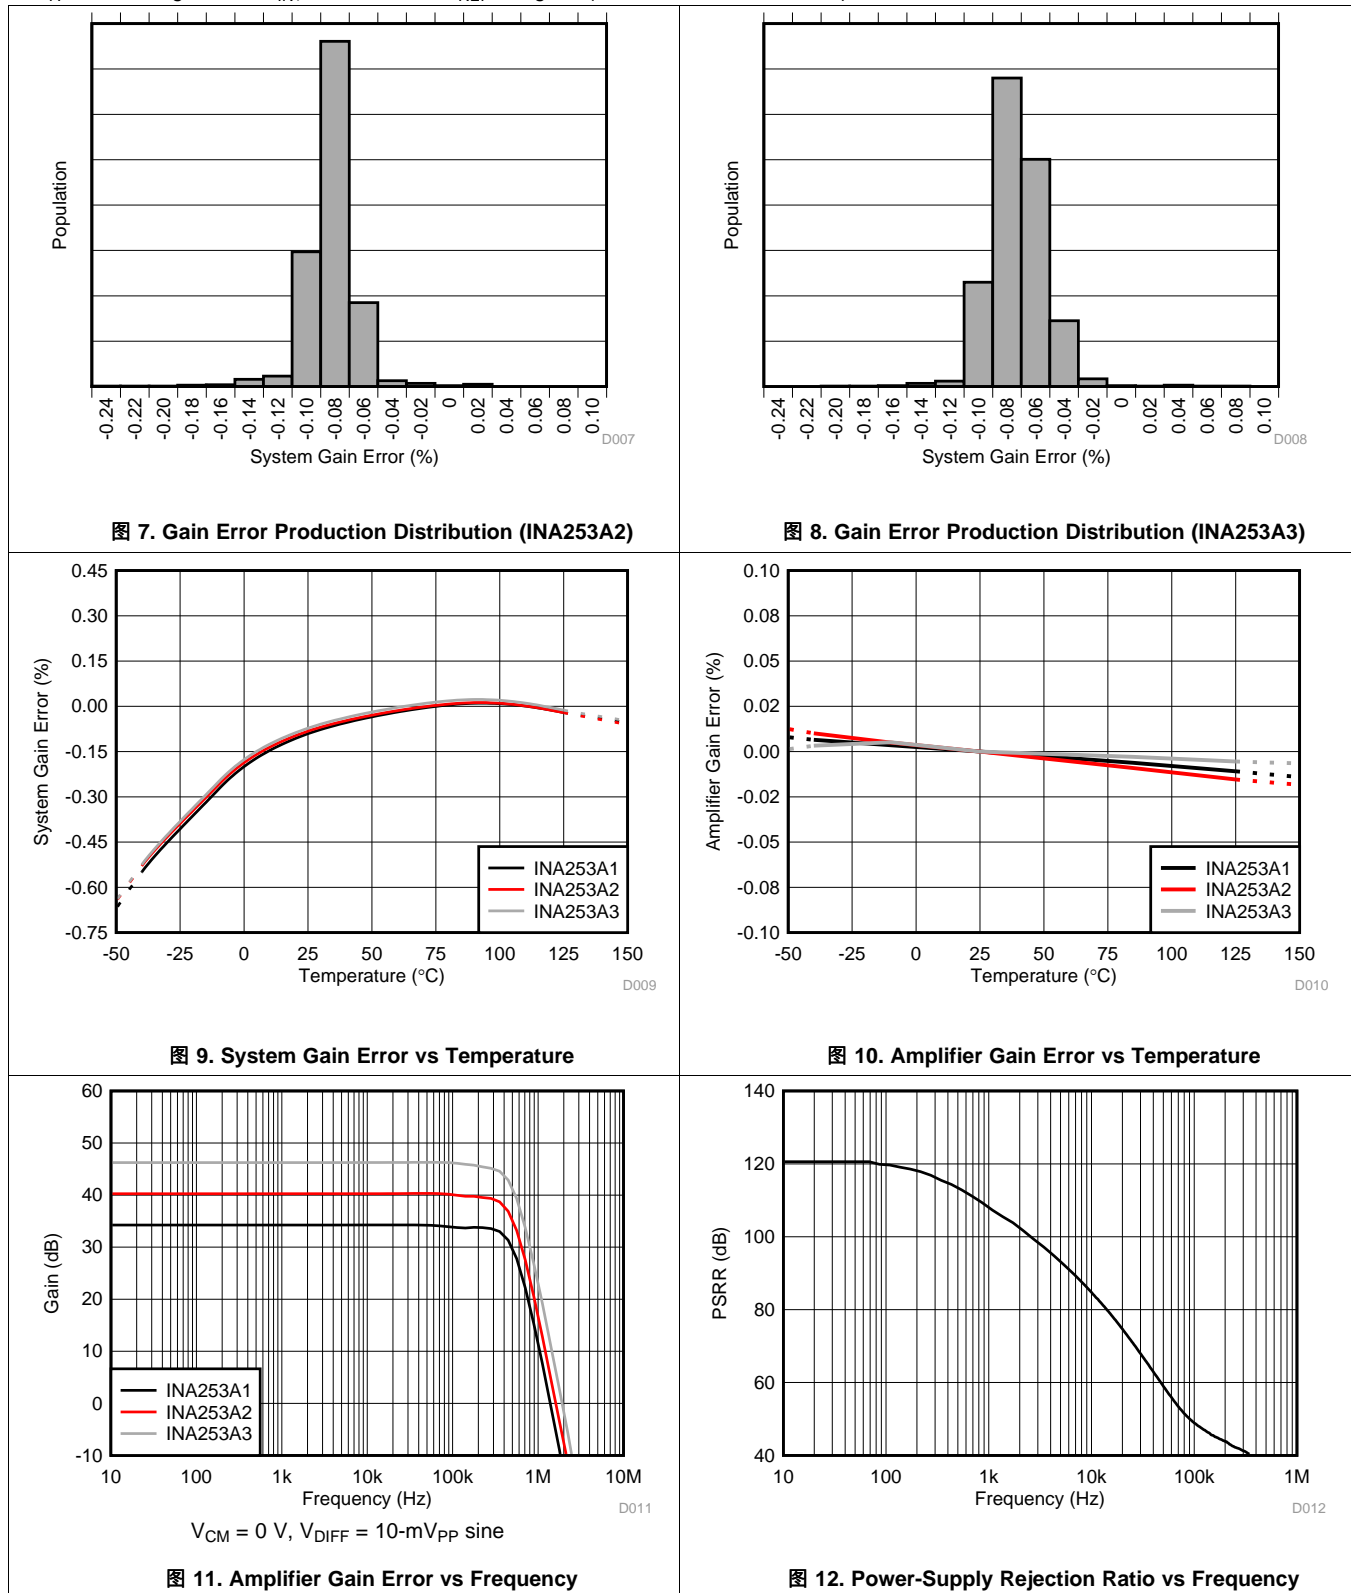 Population
-0.24 -0.22 -0.20 -0.18 -0.16 -0.14 -0.12 -0.10 -0.08 -0.06 -0.04 -0.02 0 0.02 0.04 0.06 0.08 0.10
D007
System Gain Error (%)
图 7. Gain Error Production Distribution (INA253A2)
Population
-0.24 -0.22 -0.20 -0.18 -0.16 -0.14 -0.12 -0.10 -0.08 -0.06 -0.04 -0.02 0 0.02 0.04 0.06 0.08 0.10
D008
System Gain Error (%)
图 8. Gain Error Production Distribution (INA253A3)
System Gain Error (%)
0.45
0.30
0.15
0.00
-0.15
-0.30
-0.45
-0.60
-0.75
INA253A1
INA253A2
INA253A3
-50 -25 0 25 50 75 100 125 150
Temperature (°C)
D009
图 9. System Gain Error vs Temperature
Amplifier Gain Error (%)
0.10
0.08
0.05
0.02
0.00
-0.02
-0.05
-0.08
-0.10
INA253A1
INA253A2
INA253A3
-50 -25 0 25 50 75 100 125 150
Temperature (°C)
D010
图 10. Amplifier Gain Error vs Temperature
Gain (dB)
60
50
40
30
20
10
0
-10
INA253A1
INA253A2
INA253A3
10 100 1k 10k 100k 1M 10M
Frequency (Hz)
D011
VCM = 0 V, VDIFF = 10-mVPP sine
图 11. Amplifier Gain Error vs Frequency
PSRR (dB)
140
120
100
80
60
40
10 100 1k 10k 100k 1M
Frequency (Hz)
D012
图 12. Power-Supply Rejection Ratio vs Frequency